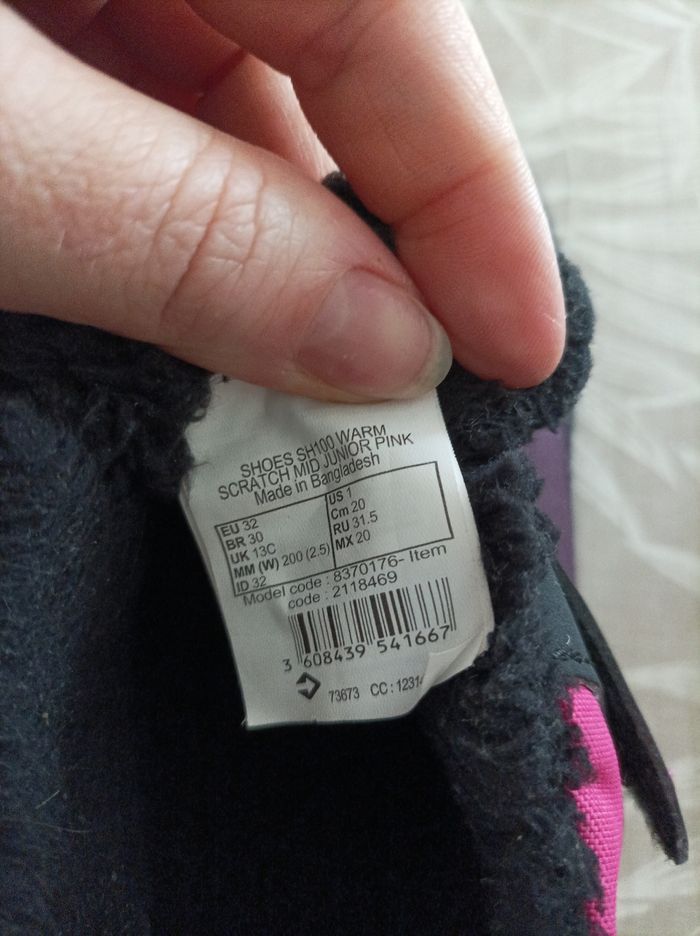 SHOES SH100 WARM
SCRATCH MID JUNIOR PINK
Made in Bangladesh
EU 32
BR 30
UK 13C
MM (W) 200 (2.5)
ID 32
US 1
Cm 20
RU 31.5
MX 20
Model code : 8370176- Item
code : 2118469
3 608439 541667
73673 CC : 1231